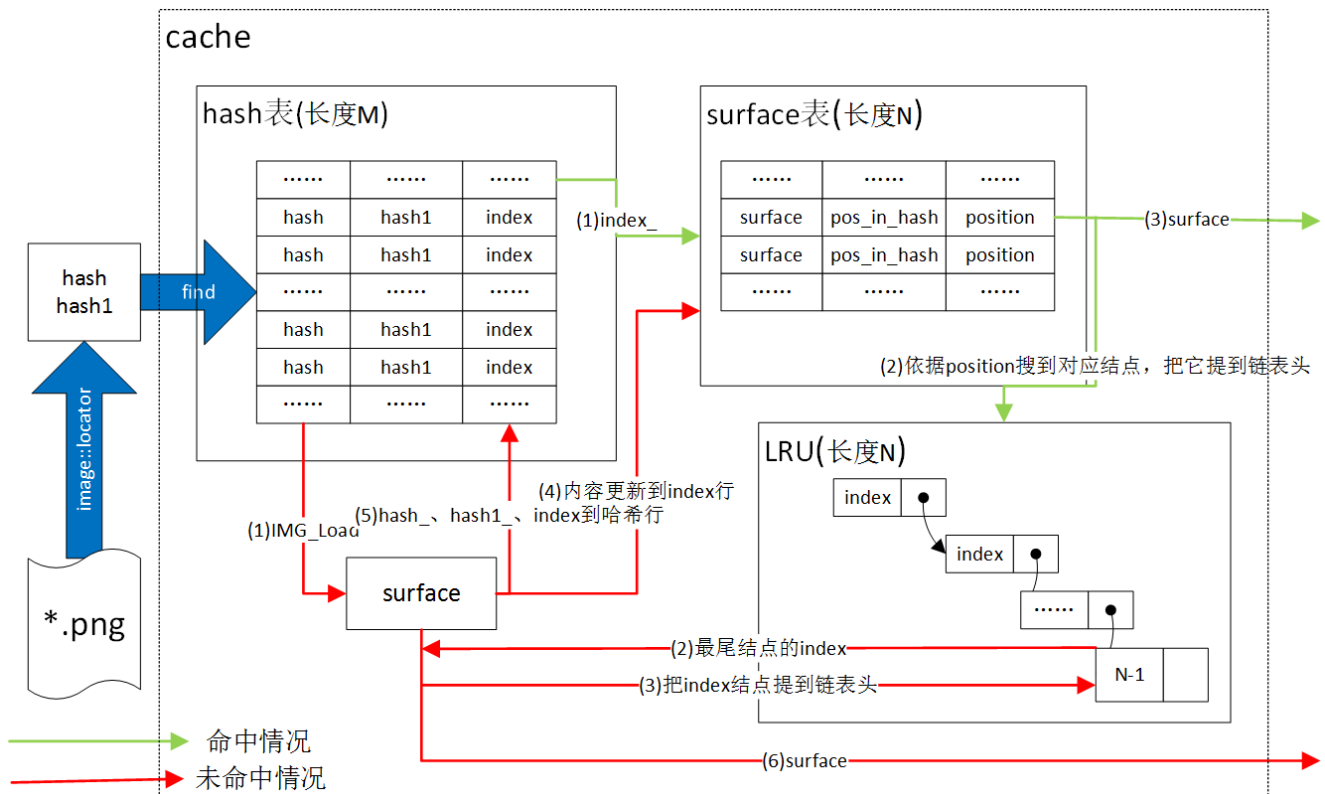 cache
hash表(长度M)
…… …… ……
hash hash1 index
hash hash1 index
…… …… ……
hash hash1 index
hash hash1 index
…… …… ……
surface表(长度N)
…… …… ……
surface pos_in_hash position
surface pos_in_hash position
…… …… ……
(1)index_
(3)surface
hash
hash1
find
image::locator
*.png
(2)依据position搜到对应结点，把它提到链表头
LRU(长度N)
index
index
……
N-1
(4)内容更新到index行
(5)hash_、hash1_、index到哈希行
(1)IMG_Load
surface
(2)最尾结点的index
(3)把index结点提到链表头
(6)surface
命中情况
未命中情况